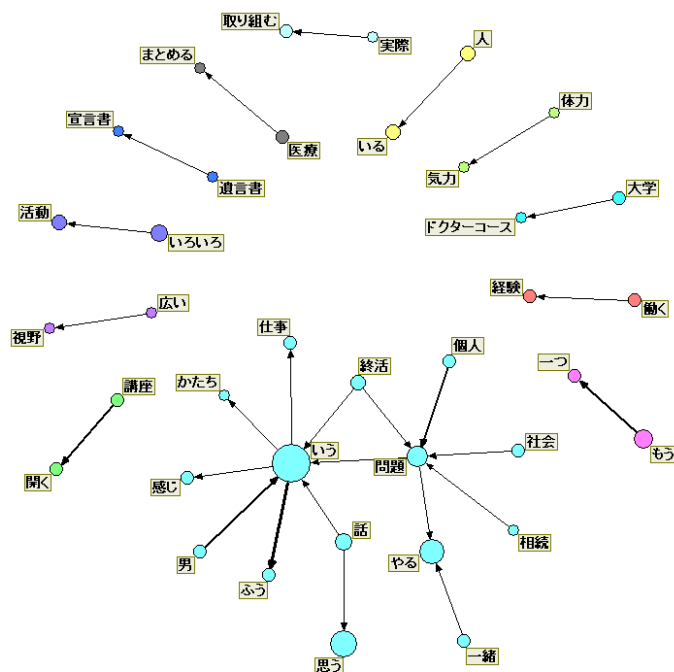 取り組む
実際
まとめる
医療
人
いる
体力
気力
宣言書
遺言書
大学
ドクターコース
活動
いろいろ
経験
働く
広い
視野
仕事
終活
個人
一つ
もう
講座
開く
かたち
いう
問題
社会
感じ
男
ふう
話
やる
相続
思う
一緒